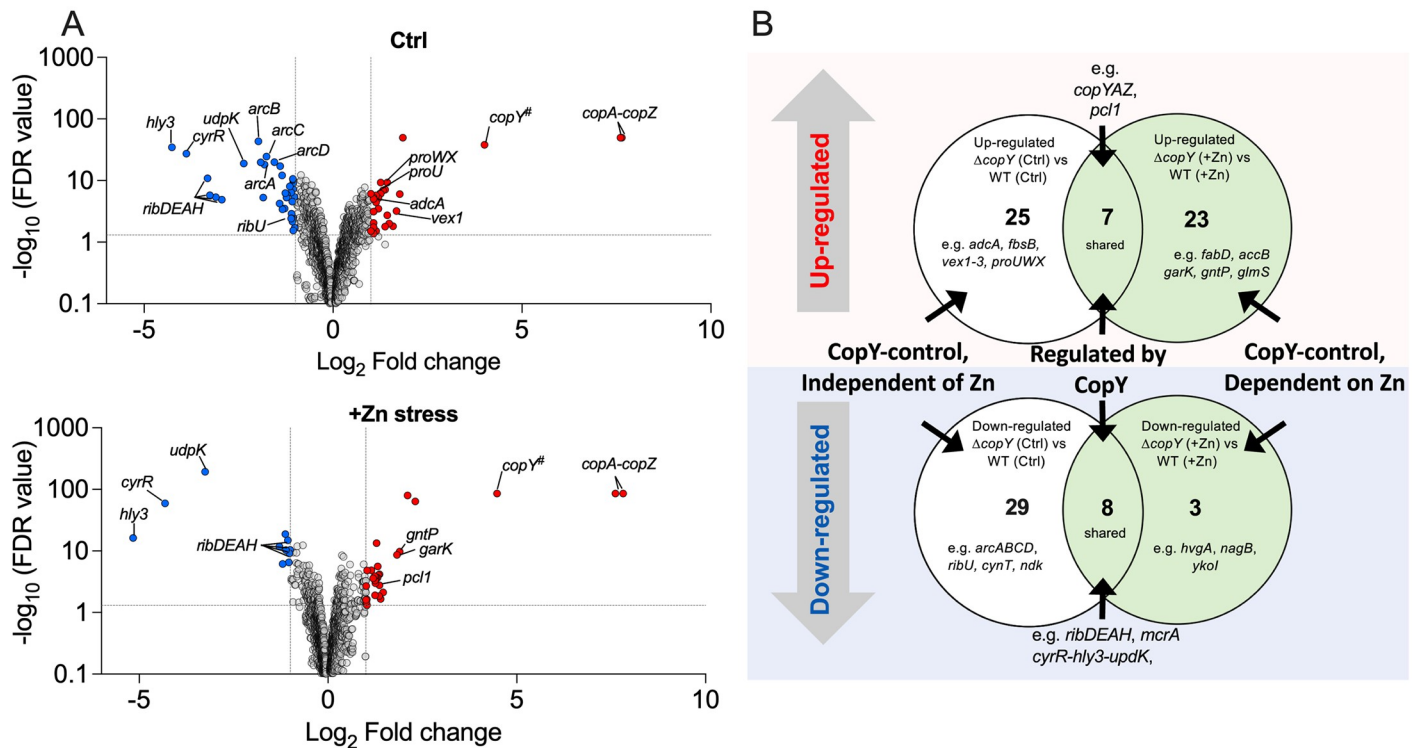 A
Ctrl
-log10 (FDR value)
1000
100
10
1
0.1
-5
0
5
10
Log2 Fold change
hly3
cyrR
udpK
arcB
arcC
arcD
arcA
ribDEAH
ribU
copY#
copA-copZ
proWX
proU
adcA
vex1
+Zn stress
-log10 (FDR value)
1000
100
10
1
0.1
-5
0
5
10
Log2 Fold change
udpK
cyrR
hly3
ribDEAH
copY#
copA-copZ
gntP
garK
pcl1
B
Up-regulated
e.g.
copYAZ,
pcl1
Up-regulated
ΔcopY (Ctrl) vs
WT (Ctrl)
25
e.g. adcA, fbsB,
vex1-3, proUWX
7
shared
Up-regulated
ΔcopY (+Zn) vs
WT (+Zn)
23
e.g. fabD, accB
garK, gntP, glmS
CopY-control,
Independent of Zn
Regulated by
CopY
CopY-control,
Dependent on Zn
Down-regulated
Down-regulated
ΔcopY (Ctrl) vs
WT (Ctrl)
29
e.g. arcABCD,
ribU, cynT, ndk
8
shared
Down-regulated
ΔcopY (+Zn) vs
WT (+Zn)
3
e.g. hvgA, nagB,
ykoI
e.g. ribDEAH, mcrA
cyrR-hly3-updK,